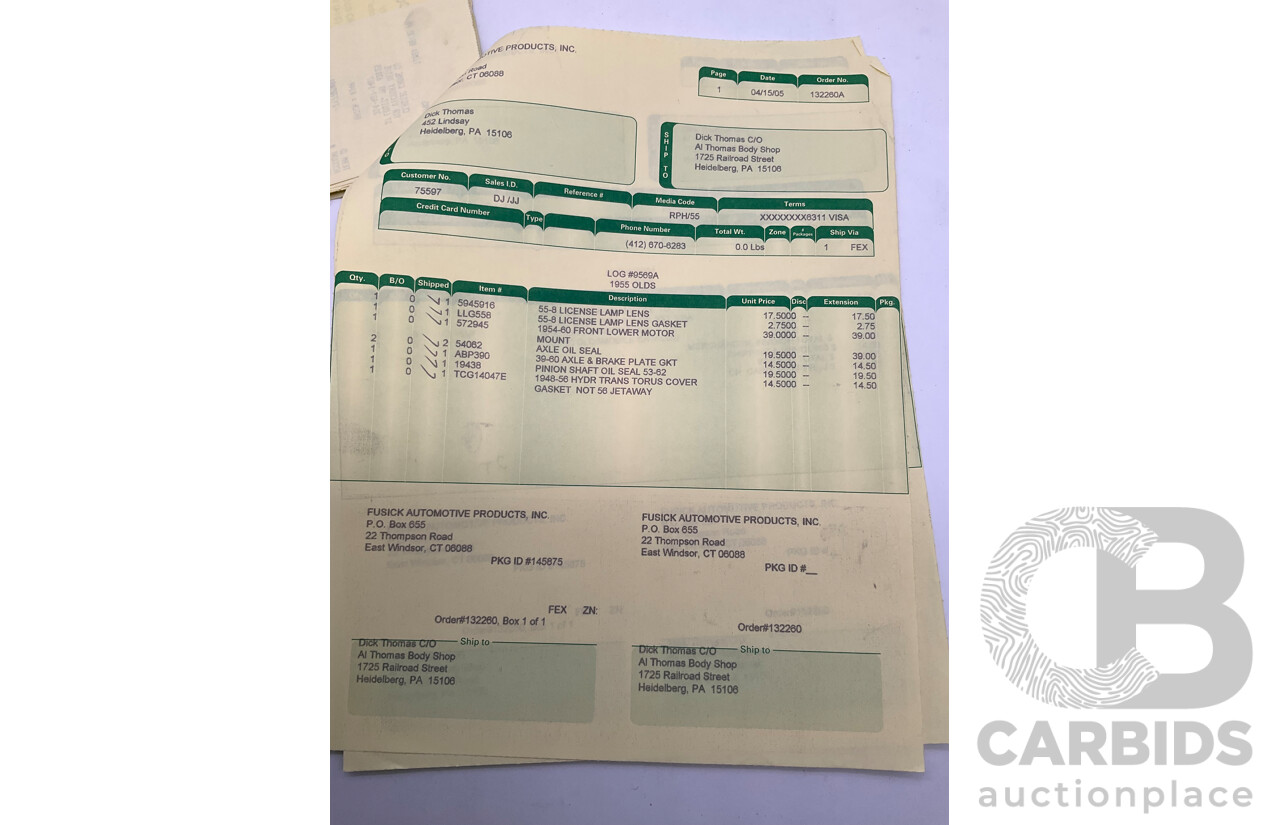 TIVE PRODUCTS, INC.
Road
CT 06088
Page Date Order No.
1 04/15/05 132260A
Dick Thomas
452 Lindsay
Heidelberg, PA 15106
SHIP TO
Dick Thomas C/O
Al Thomas Body Shop
1725 Railroad Street
Heidelberg, PA 15106
Customer No. Sales I.D. Reference # Media Code Terms
75597 DJ /JJ RPH/55 XXXXXXXX6311 VISA
Credit Card Number Type Phone Number Total Wt. Zone # Packages Ship Via
(412) 670-6283 0.0 Lbs 1 FEX
LOG #9569A
1955 OLDS
Qty. B/O Shipped Item # Description Unit Price Disc Extension Pkg.
1 0 1 5945916 55-8 LICENSE LAMP LENS 17.5000 -- 17.50
1 0 1 LLG558 55-8 LICENSE LAMP LENS GASKET 2.7500 -- 2.75
1 0 1 572945 1954-60 FRONT LOWER MOTOR 39.0000 -- 39.00
MOUNT
2 0 2 54062 AXLE OIL SEAL 19.5000 -- 39.00
1 0 1 ABP390 39-60 AXLE & BRAKE PLATE GKT 14.5000 -- 14.50
1 0 1 19438 PINION SHAFT OIL SEAL 53-62 19.5000 -- 19.50
1 0 1 TCG14047E 1948-56 HYDR TRANS TORUS COVER 14.5000 -- 14.50
GASKET NOT 56 JETAWAY
FUSICK AUTOMOTIVE PRODUCTS, INC.
P.O. Box 655
22 Thompson Road
East Windsor, CT 06088
PKG ID #145875
FEX ZN:
Order#132260, Box 1 of 1
Ship to
Dick Thomas C/O
Al Thomas Body Shop
1725 Railroad Street
Heidelberg, PA 15106
FUSICK AUTOMOTIVE PRODUCTS, INC.
P.O. Box 655
22 Thompson Road
East Windsor, CT 06088
PKG ID #__
Order#132260
Ship to
Dick Thomas C/O
Al Thomas Body Shop
1725 Railroad Street
Heidelberg, PA 15106
CB
CARBIDS
auctionplace